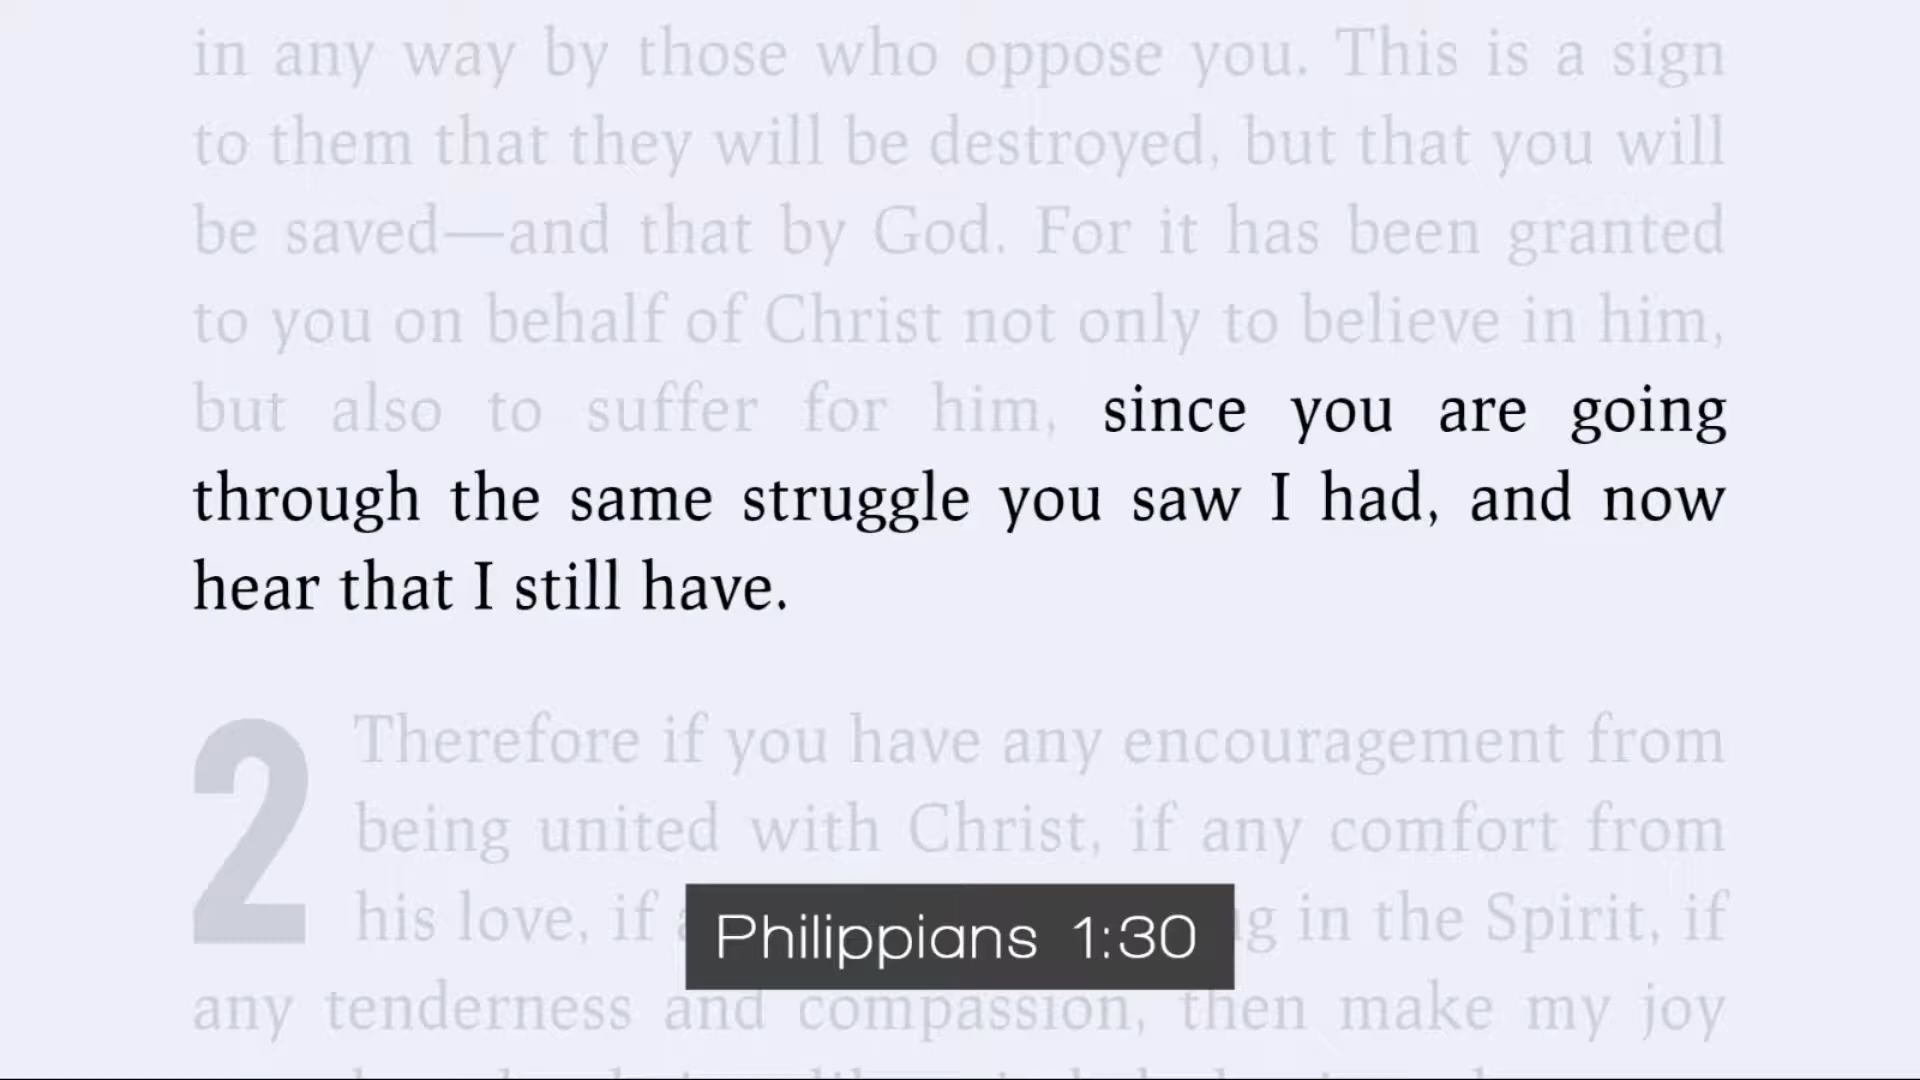 in any way by those who oppose you. This is a sign
to them that they will be destroyed, but that you will
be saved—and that by God. For it has been granted
to you on behalf of Christ not only to believe in him,
but also to suffer for him, since you are going
through the same struggle you saw I had, and now
hear that I still have.
2
Therefore if you have any encouragement from
being united with Christ, if any comfort from
his love, if in the Spirit, if
any tenderness and compassion, then make my joy
Philippians 1:30